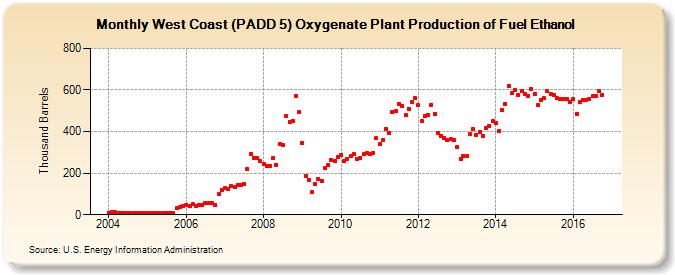 Monthly West Coast (PADD 5) Oxygenate Plant Production of Fuel Ethanol
Thousand Barrels
800
600
400
200
0
2004 2006 2008 2010 2012 2014 2016
Source: U.S. Energy Information Administration